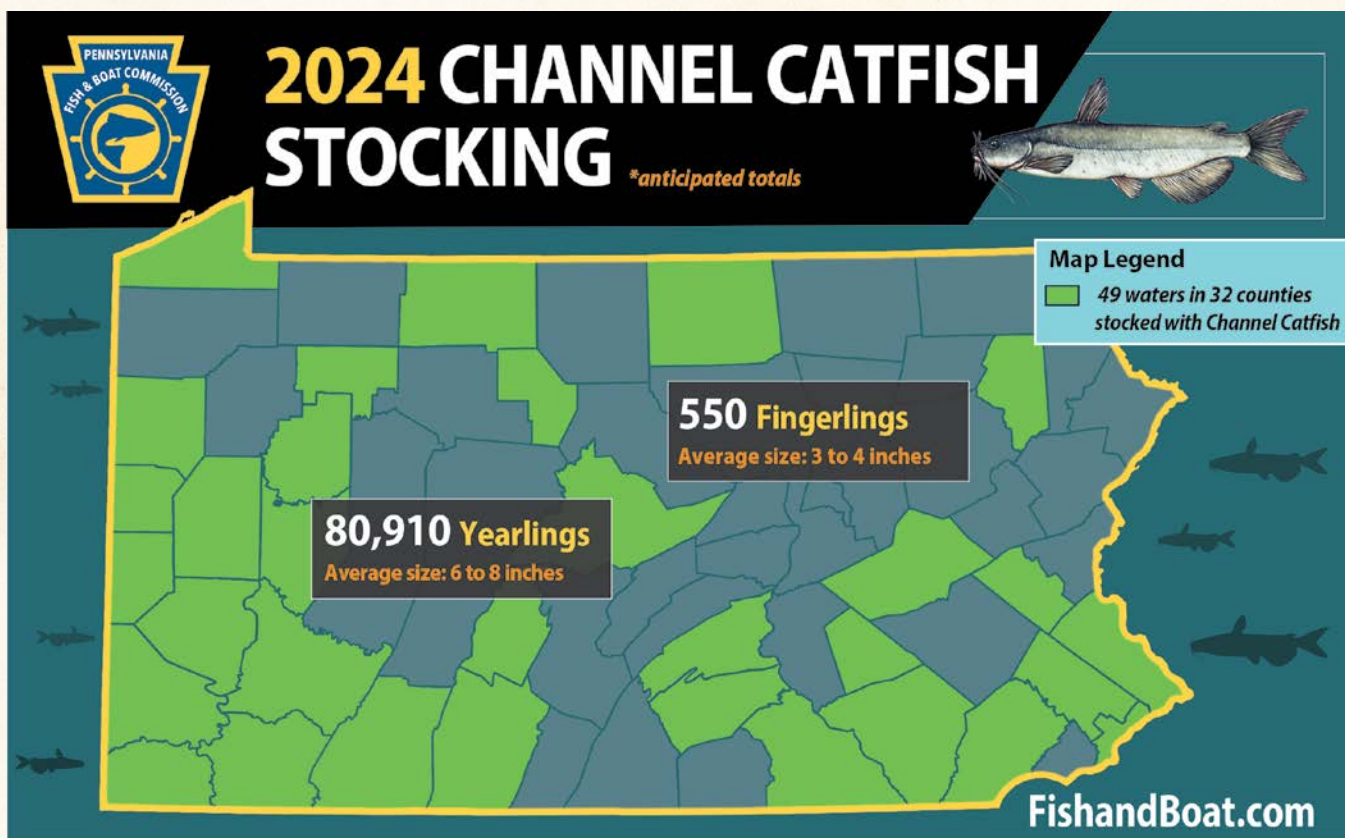 PENNSYLVANIA
FISH & BOAT COMMISSION
2024 CHANNEL CATFISH
STOCKING *anticipated totals
Map Legend
49 waters in 32 counties
stocked with Channel Catfish
550 Fingerlings
Average size: 3 to 4 inches
80,910 Yearlings
Average size: 6 to 8 inches
FishandBoat.com